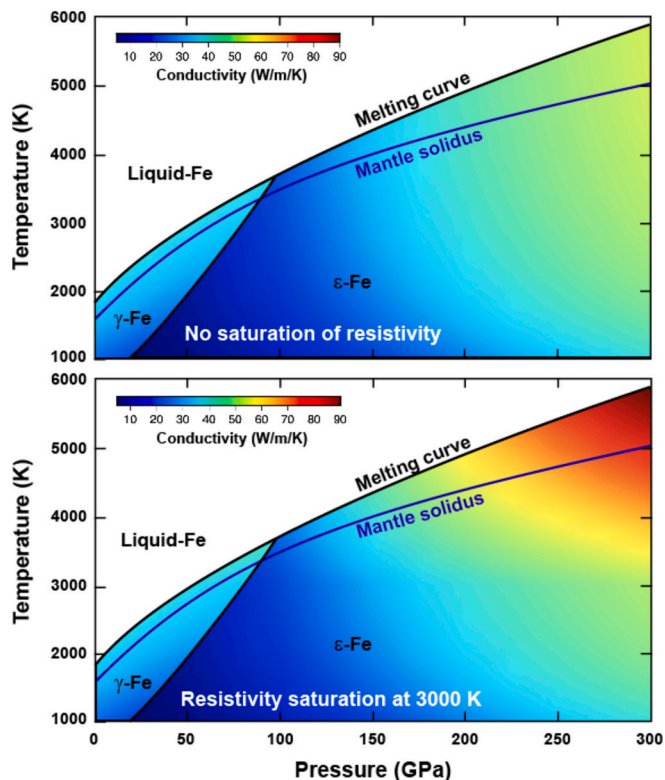 6000
10 20 30 40 50 60 70 80 90
Conductivity (W/m/K)
5000
Melting curve
4000
Mantle solidus
Liquid-Fe
3000
2000
ε-Fe
γ-Fe
No saturation of resistivity
1000
Temperature (K)
6000
10 20 30 40 50 60 70 80 90
Conductivity (W/m/K)
5000
Melting curve
4000
Mantle solidus
Liquid-Fe
3000
2000
ε-Fe
γ-Fe
Resistivity saturation at 3000 K
1000
Temperature (K)
0 50 100 150 200 250 300
Pressure (GPa)